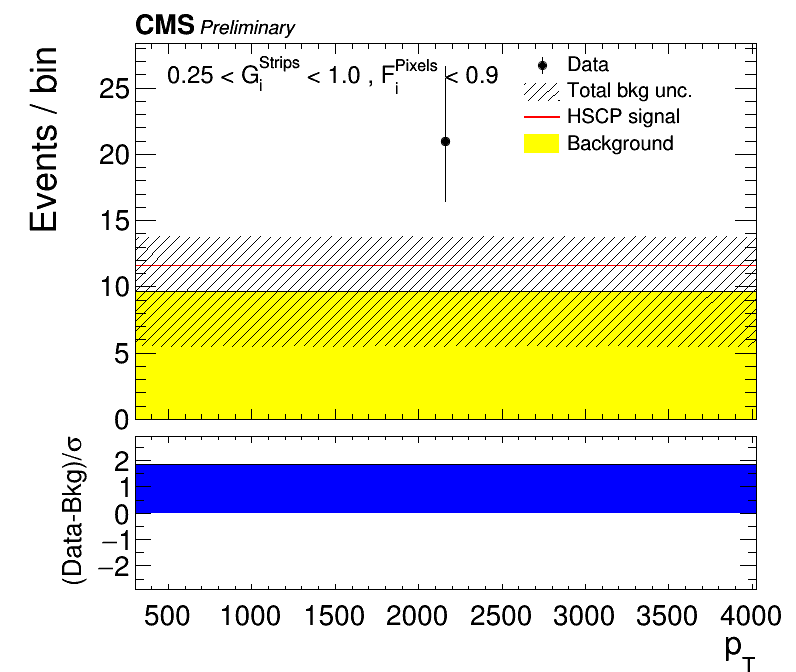 CMS Preliminary
0.25 < G_i^Strips < 1.0 , F_i^Pixels < 0.9
Data
Total bkg unc.
HSCP signal
Background
Events / bin
25
20
15
10
5
0
(Data-Bkg)/σ
2
1
0
−1
−2
500 1000 1500 2000 2500 3000 3500 4000
p_T